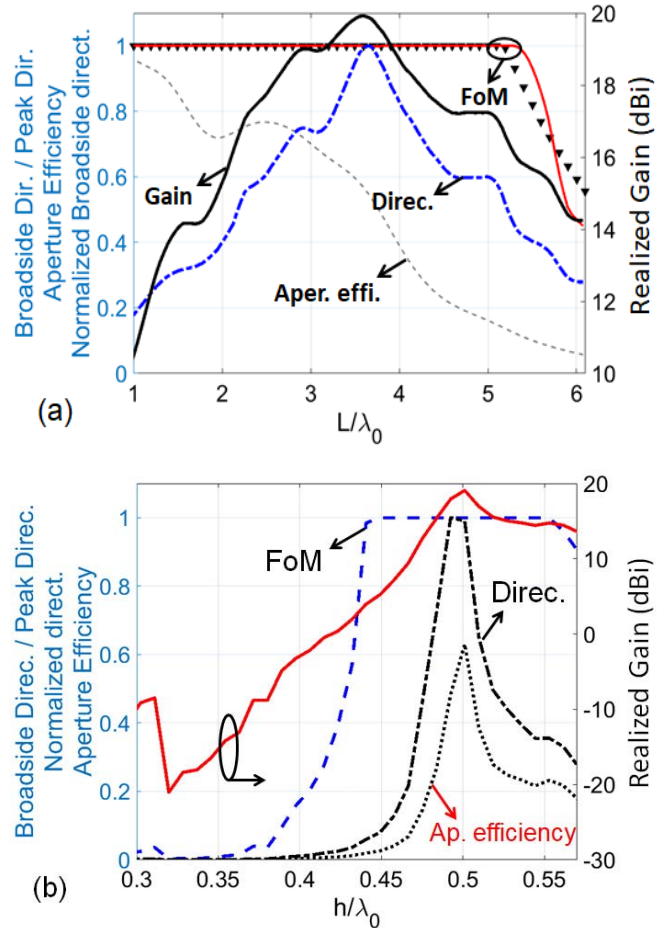 Broadside Dir. / Peak Dir.
Aperture Efficiency
Normalized Broadside direct.
1
0.8
0.6
0.4
0.2
0
20
18
16
14
12
10
Realized Gain (dBi)
FoM
Gain
Direc.
Aper. effi.
1 2 3 4 5 6
L/λ0
(a)
Broadside Direc. / Peak Direc.
Normalized direct.
Aperture Efficiency
1
0.8
0.6
0.4
0.2
0
20
10
0
-10
-20
-30
Realized Gain (dBi)
FoM
Direc.
Ap. efficiency
0.3 0.35 0.4 0.45 0.5 0.55
h/λ0
(b)